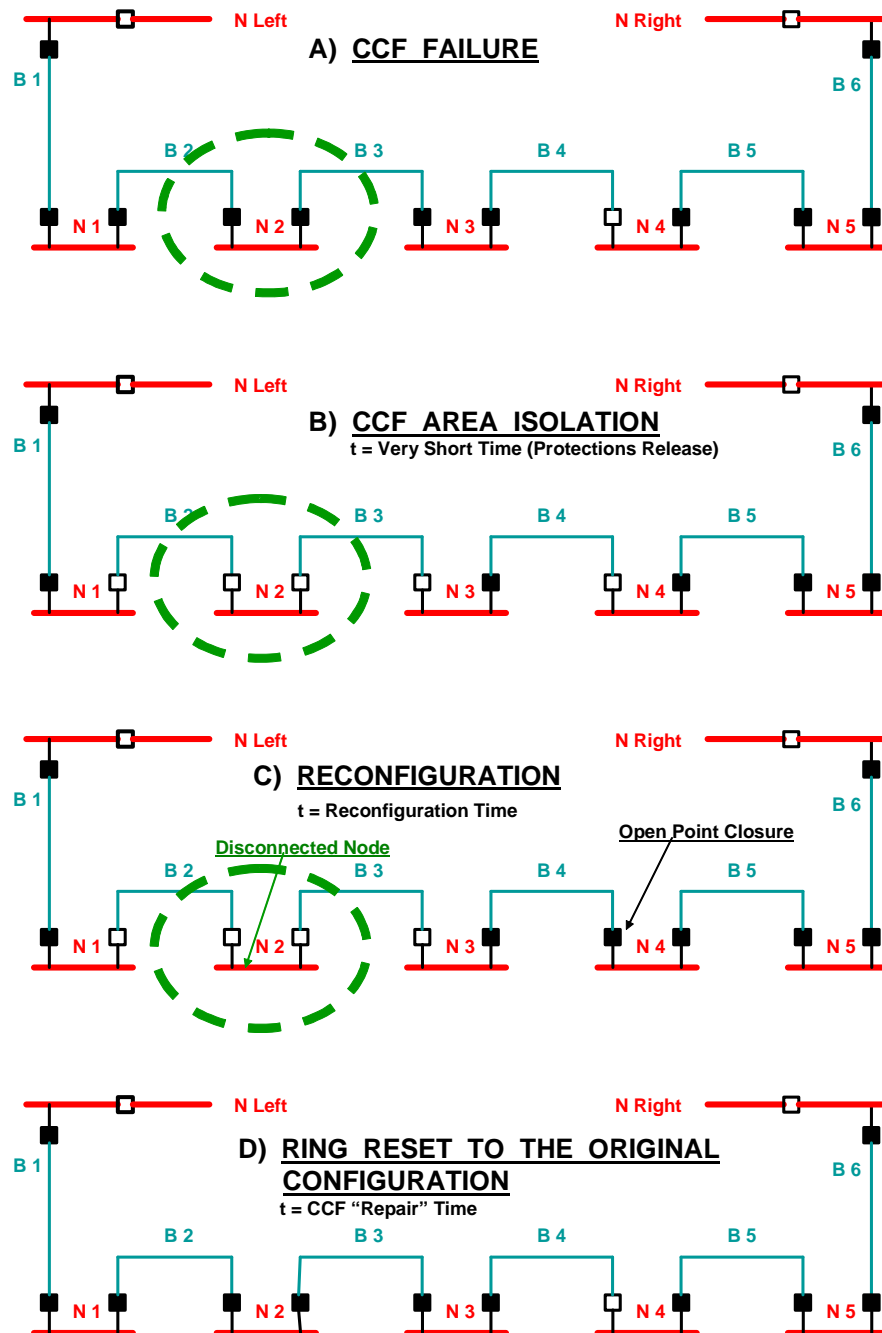 N Left
N Right
A) CCF FAILURE
B 1
B 6
B 2
B 3
B 4
B 5
N 1
N 2
N 3
N 4
N 5
N Left
N Right
B) CCF AREA ISOLATION
t = Very Short Time (Protections Release)
B 1
B 6
B 2
B 3
B 4
B 5
N 1
N 2
N 3
N 4
N 5
N Left
N Right
C) RECONFIGURATION
t = Reconfiguration Time
B 1
B 6
Disconnected Node
Open Point Closure
B 2
B 3
B 4
B 5
N 1
N 2
N 3
N 4
N 5
N Left
N Right
D) RING RESET TO THE ORIGINAL
CONFIGURATION
t = CCF “Repair” Time
B 1
B 6
B 2
B 3
B 4
B 5
N 1
N 2
N 3
N 4
N 5